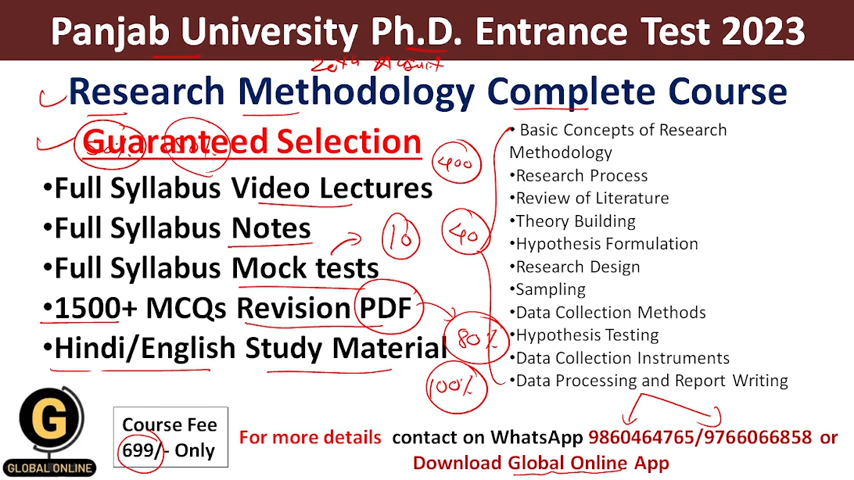 Panjab University Ph.D. Entrance Test 2023
Research Methodology Complete Course
Guaranteed Selection
50% 50%
•Full Syllabus Video Lectures
•Full Syllabus Notes
•Full Syllabus Mock tests
•1500+ MCQs Revision PDF
•Hindi/English Study Material
400
10
40
80%
100%
• Basic Concepts of Research
Methodology
•Research Process
•Review of Literature
•Theory Building
•Hypothesis Formulation
•Research Design
•Sampling
•Data Collection Methods
•Hypothesis Testing
•Data Collection Instruments
•Data Processing and Report Writing
G
GLOBAL ONLINE
Course Fee
699/- Only
For more details contact on WhatsApp 9860464765/9766066858 or
Download Global Online App